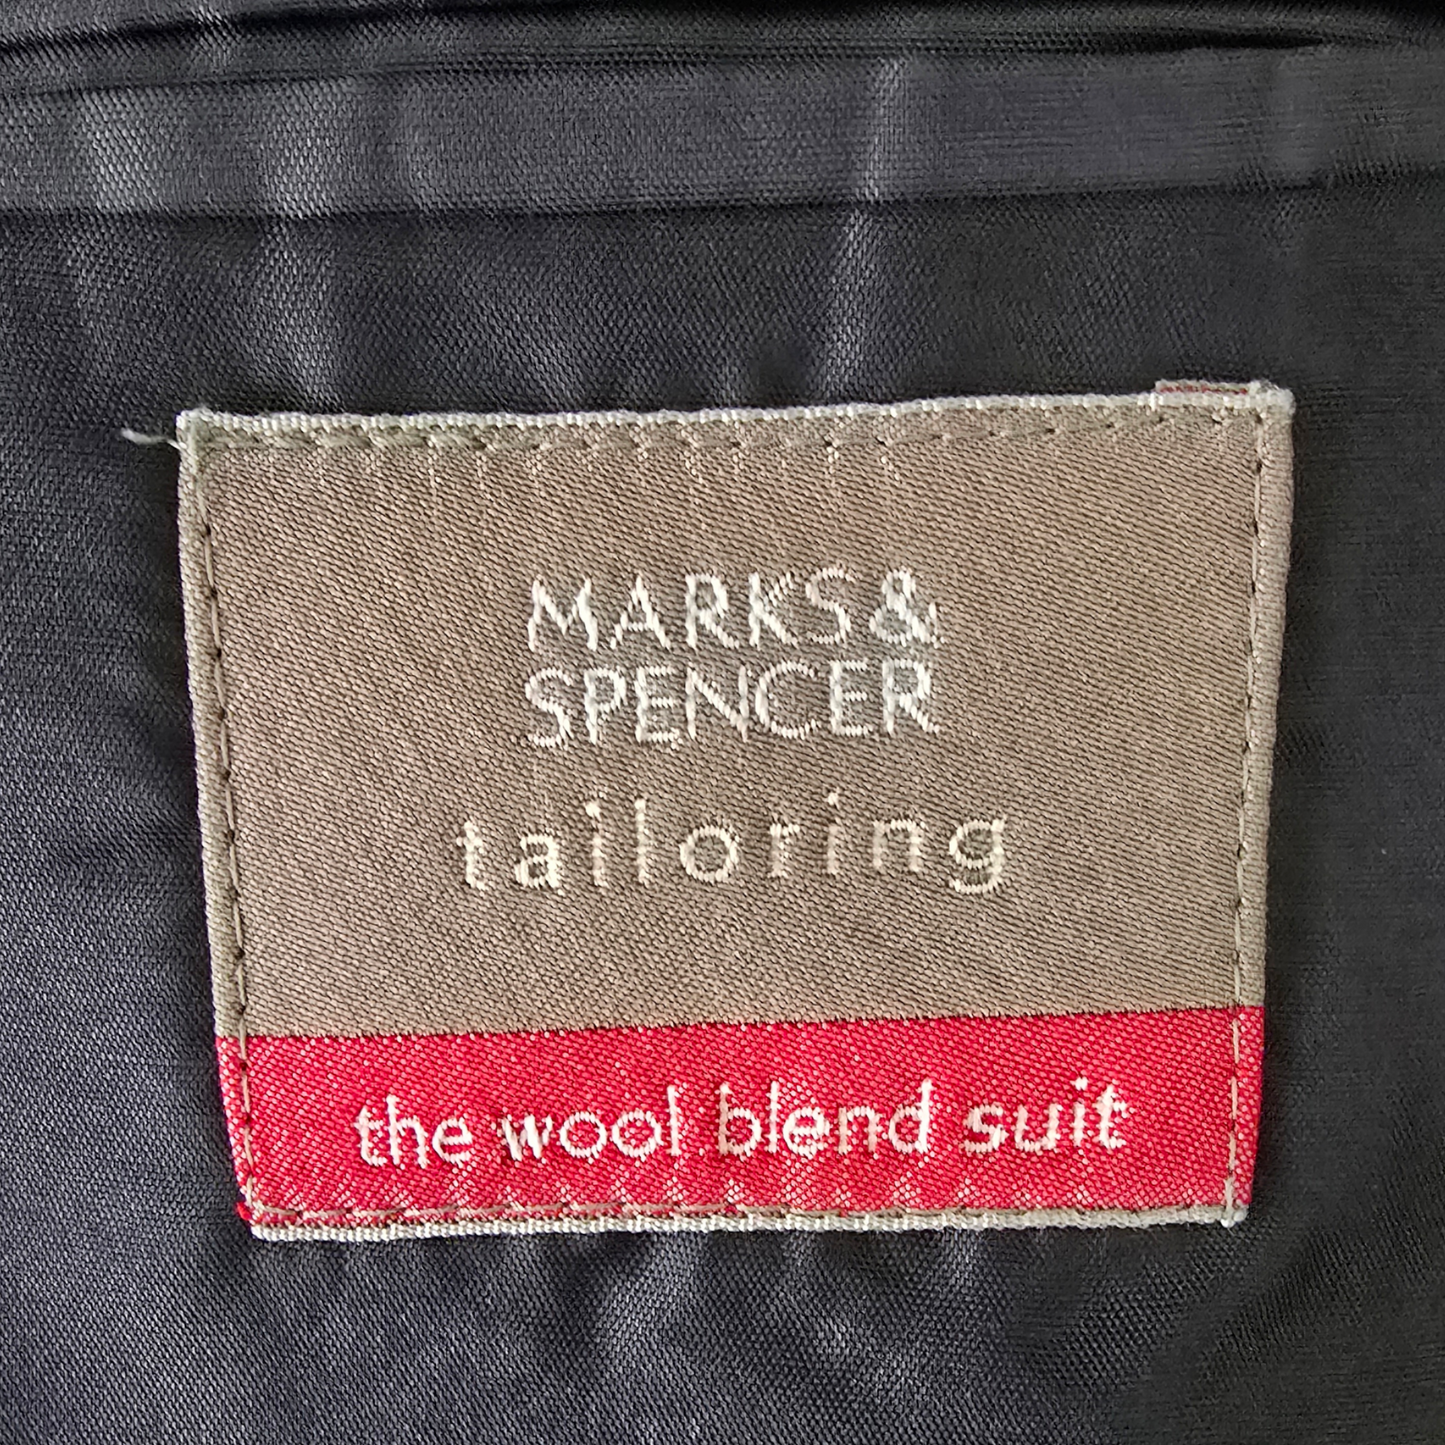 MARKS &
SPENCER
tailoring
the wool blend suit